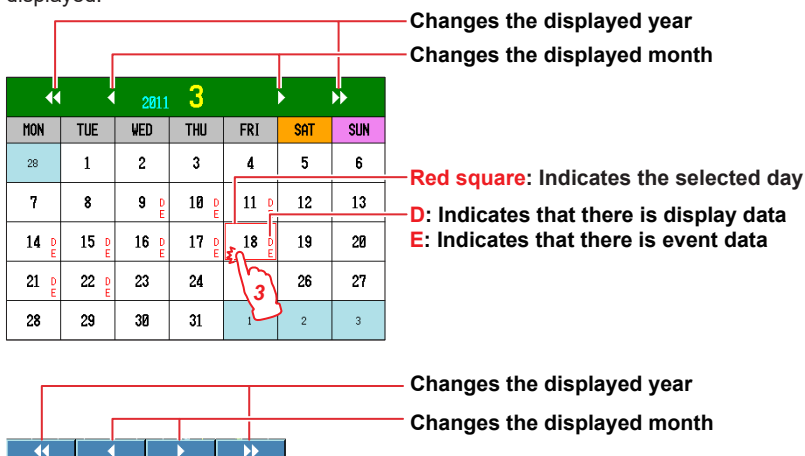 displayed.
Changes the displayed year
Changes the displayed month
2011 3
MON TUE WED THU FRI SAT SUN
28 1 2 3 4 5 6
7 8 9 D E 10 D E 11 D E 12 13
Red square: Indicates the selected day
D: Indicates that there is display data
E: Indicates that there is event data
14 D E 15 D E 16 D E 17 D E 18 D E 19 20
21 D E 22 D E 23 24 26 27
3
28 29 30 31 1 2 3
Changes the displayed year
Changes the displayed month